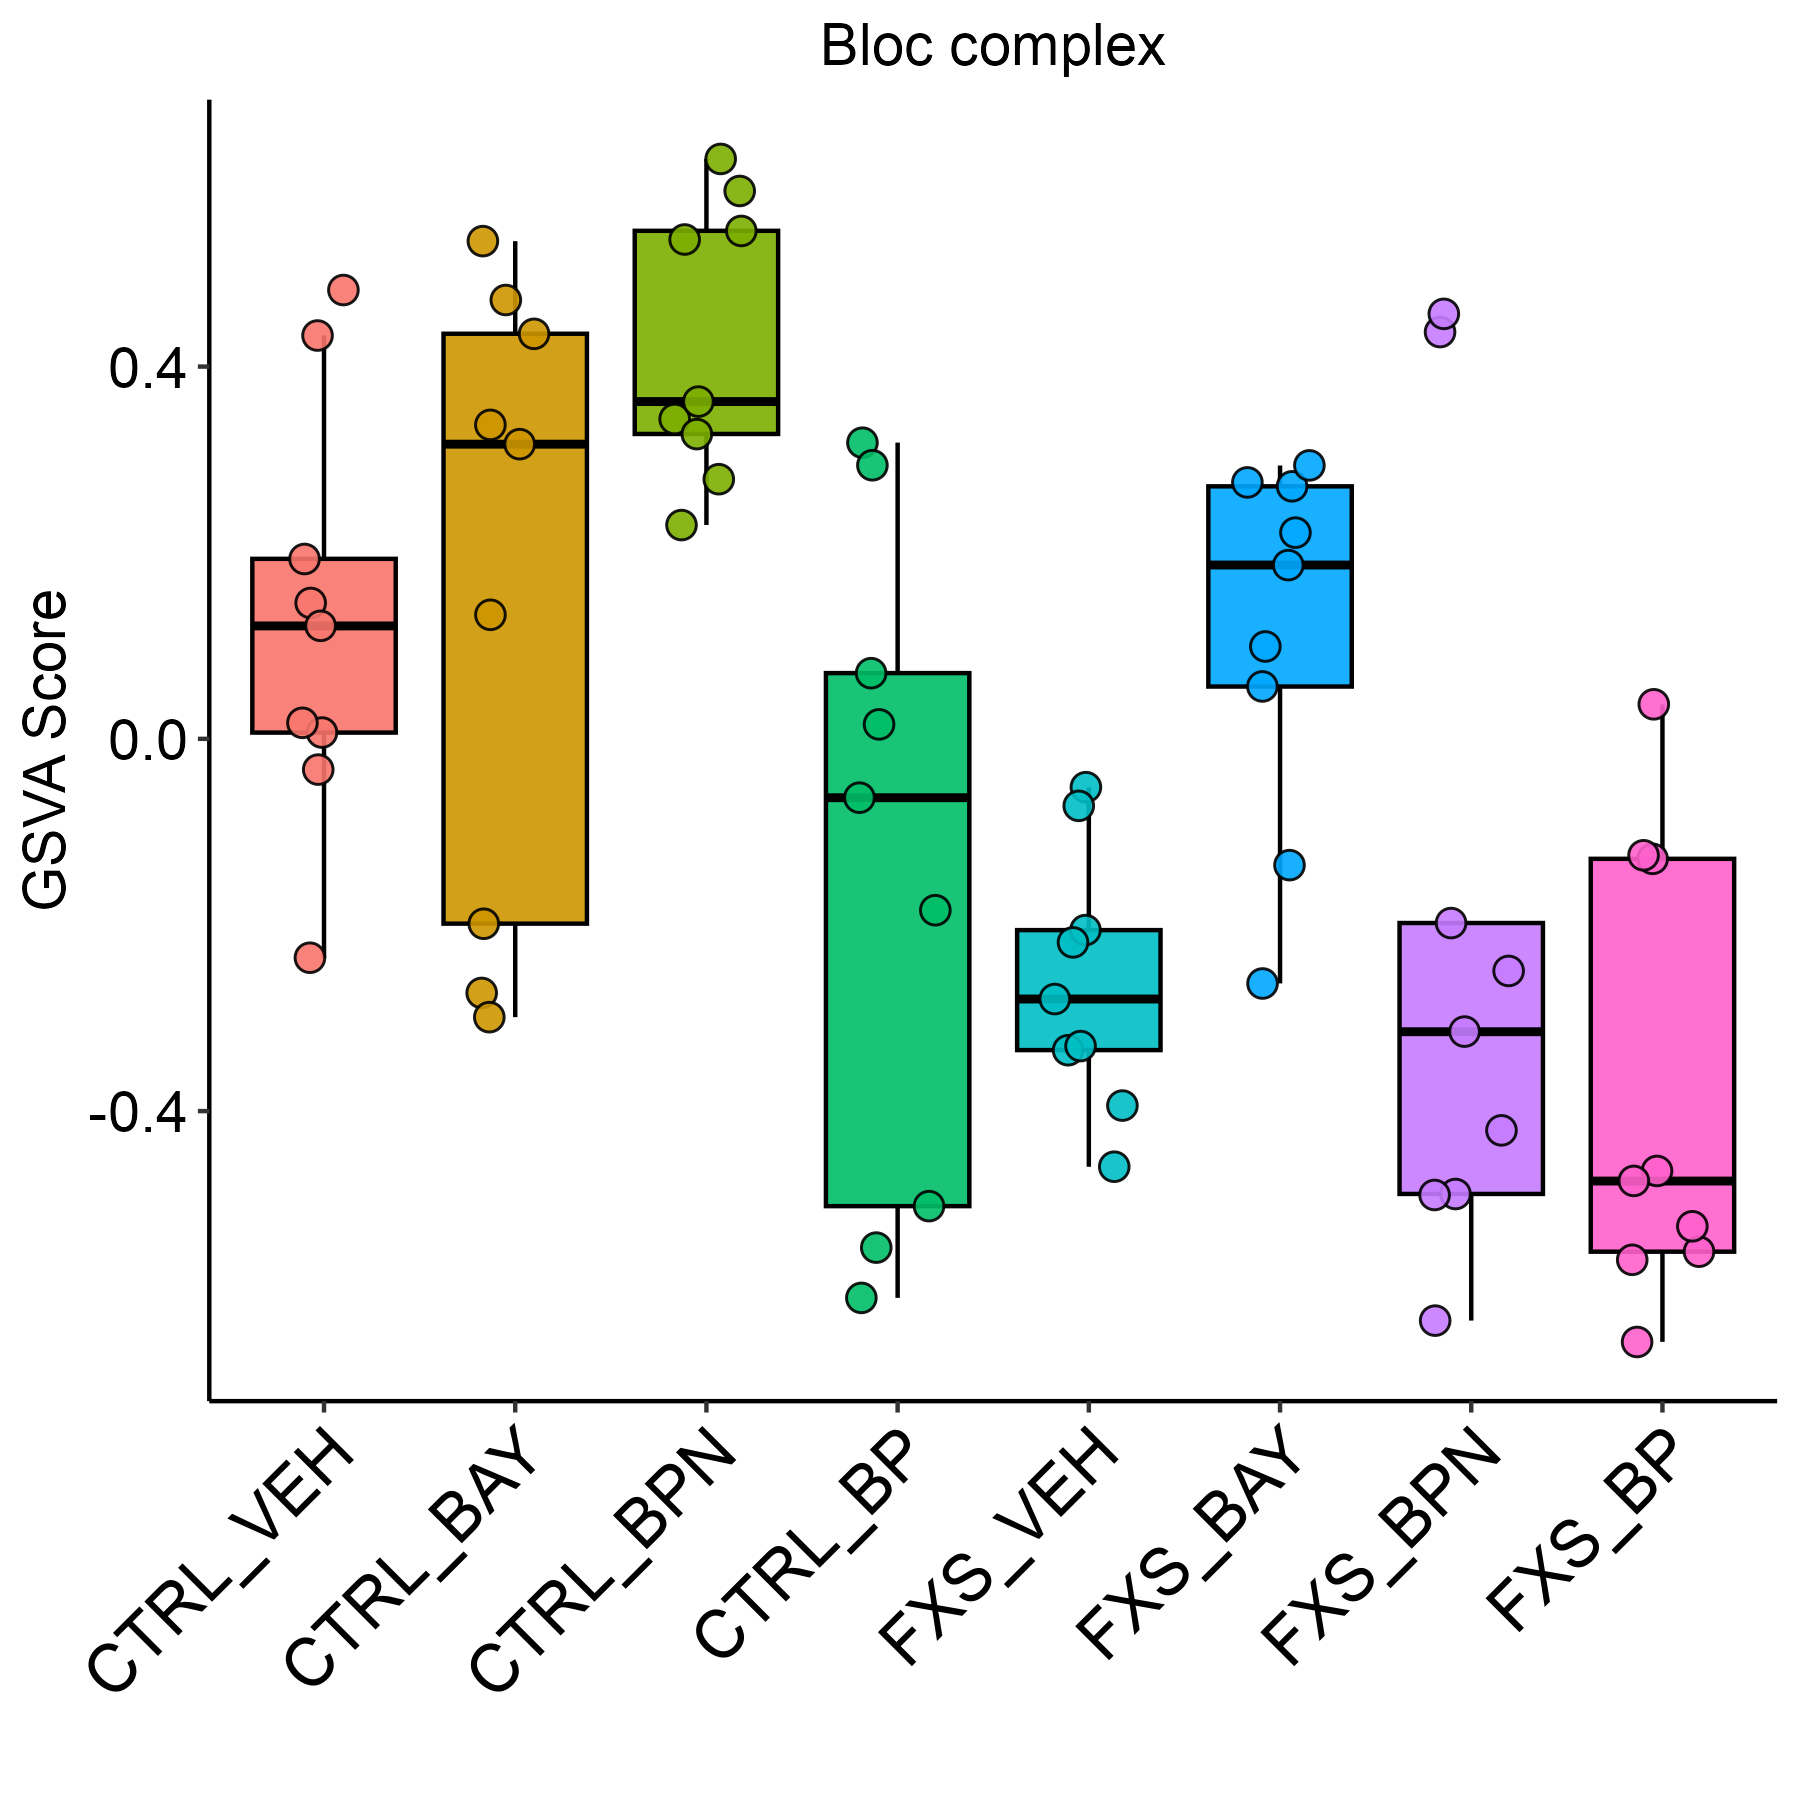 Bloc complex
GSVA Score
0.4
0.0
-0.4
CTRL_VEH
CTRL_BAY
CTRL_BPN
CTRL_BP
FXS_VEH
FXS_BAY
FXS_BPN
FXS_BP